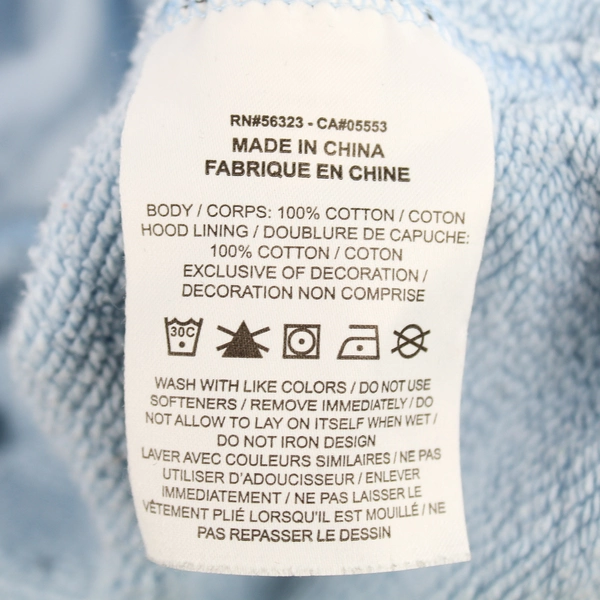 RN#56323 - CA#05553
MADE IN CHINA
FABRIQUE EN CHINE
BODY / CORPS: 100% COTTON / COTON
HOOD LINING / DOUBLURE DE CAPUCHE:
100% COTTON / COTON
EXCLUSIVE OF DECORATION /
DECORATION NON COMPRISE
30C
WASH WITH LIKE COLORS / DO NOT USE
SOFTENERS / REMOVE IMMEDIATELY / DO
NOT ALLOW TO LAY ON ITSELF WHEN WET /
DO NOT IRON DESIGN
LAVER AVEC COULEURS SIMILAIRES / NE PAS
UTILISER D'ADOUCISSEUR / ENLEVER
IMMEDIATEMENT / NE PAS LAISSER LE
VÊTEMENT PLIÉ LORSQU'IL EST MOUILLÉ / NE
PAS REPASSER LE DESSIN